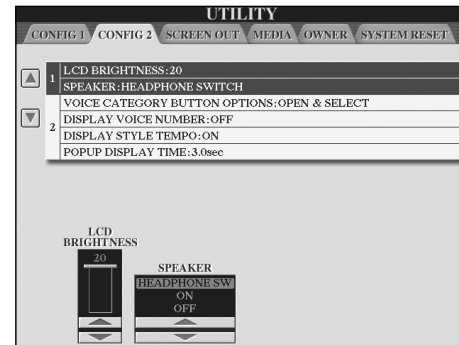 UTILITY
CONFIG 1 CONFIG 2 SCREEN OUT MEDIA OWNER SYSTEM RESET
1 LCD BRIGHTNESS:20
SPEAKER:HEADPHONE SWITCH
2 VOICE CATEGORY BUTTON OPTIONS:OPEN & SELECT
DISPLAY VOICE NUMBER:OFF
DISPLAY STYLE TEMPO:ON
POPUP DISPLAY TIME:3.0sec
LCD
BRIGHTNESS
20
SPEAKER
HEADPHONE SW
ON
OFF